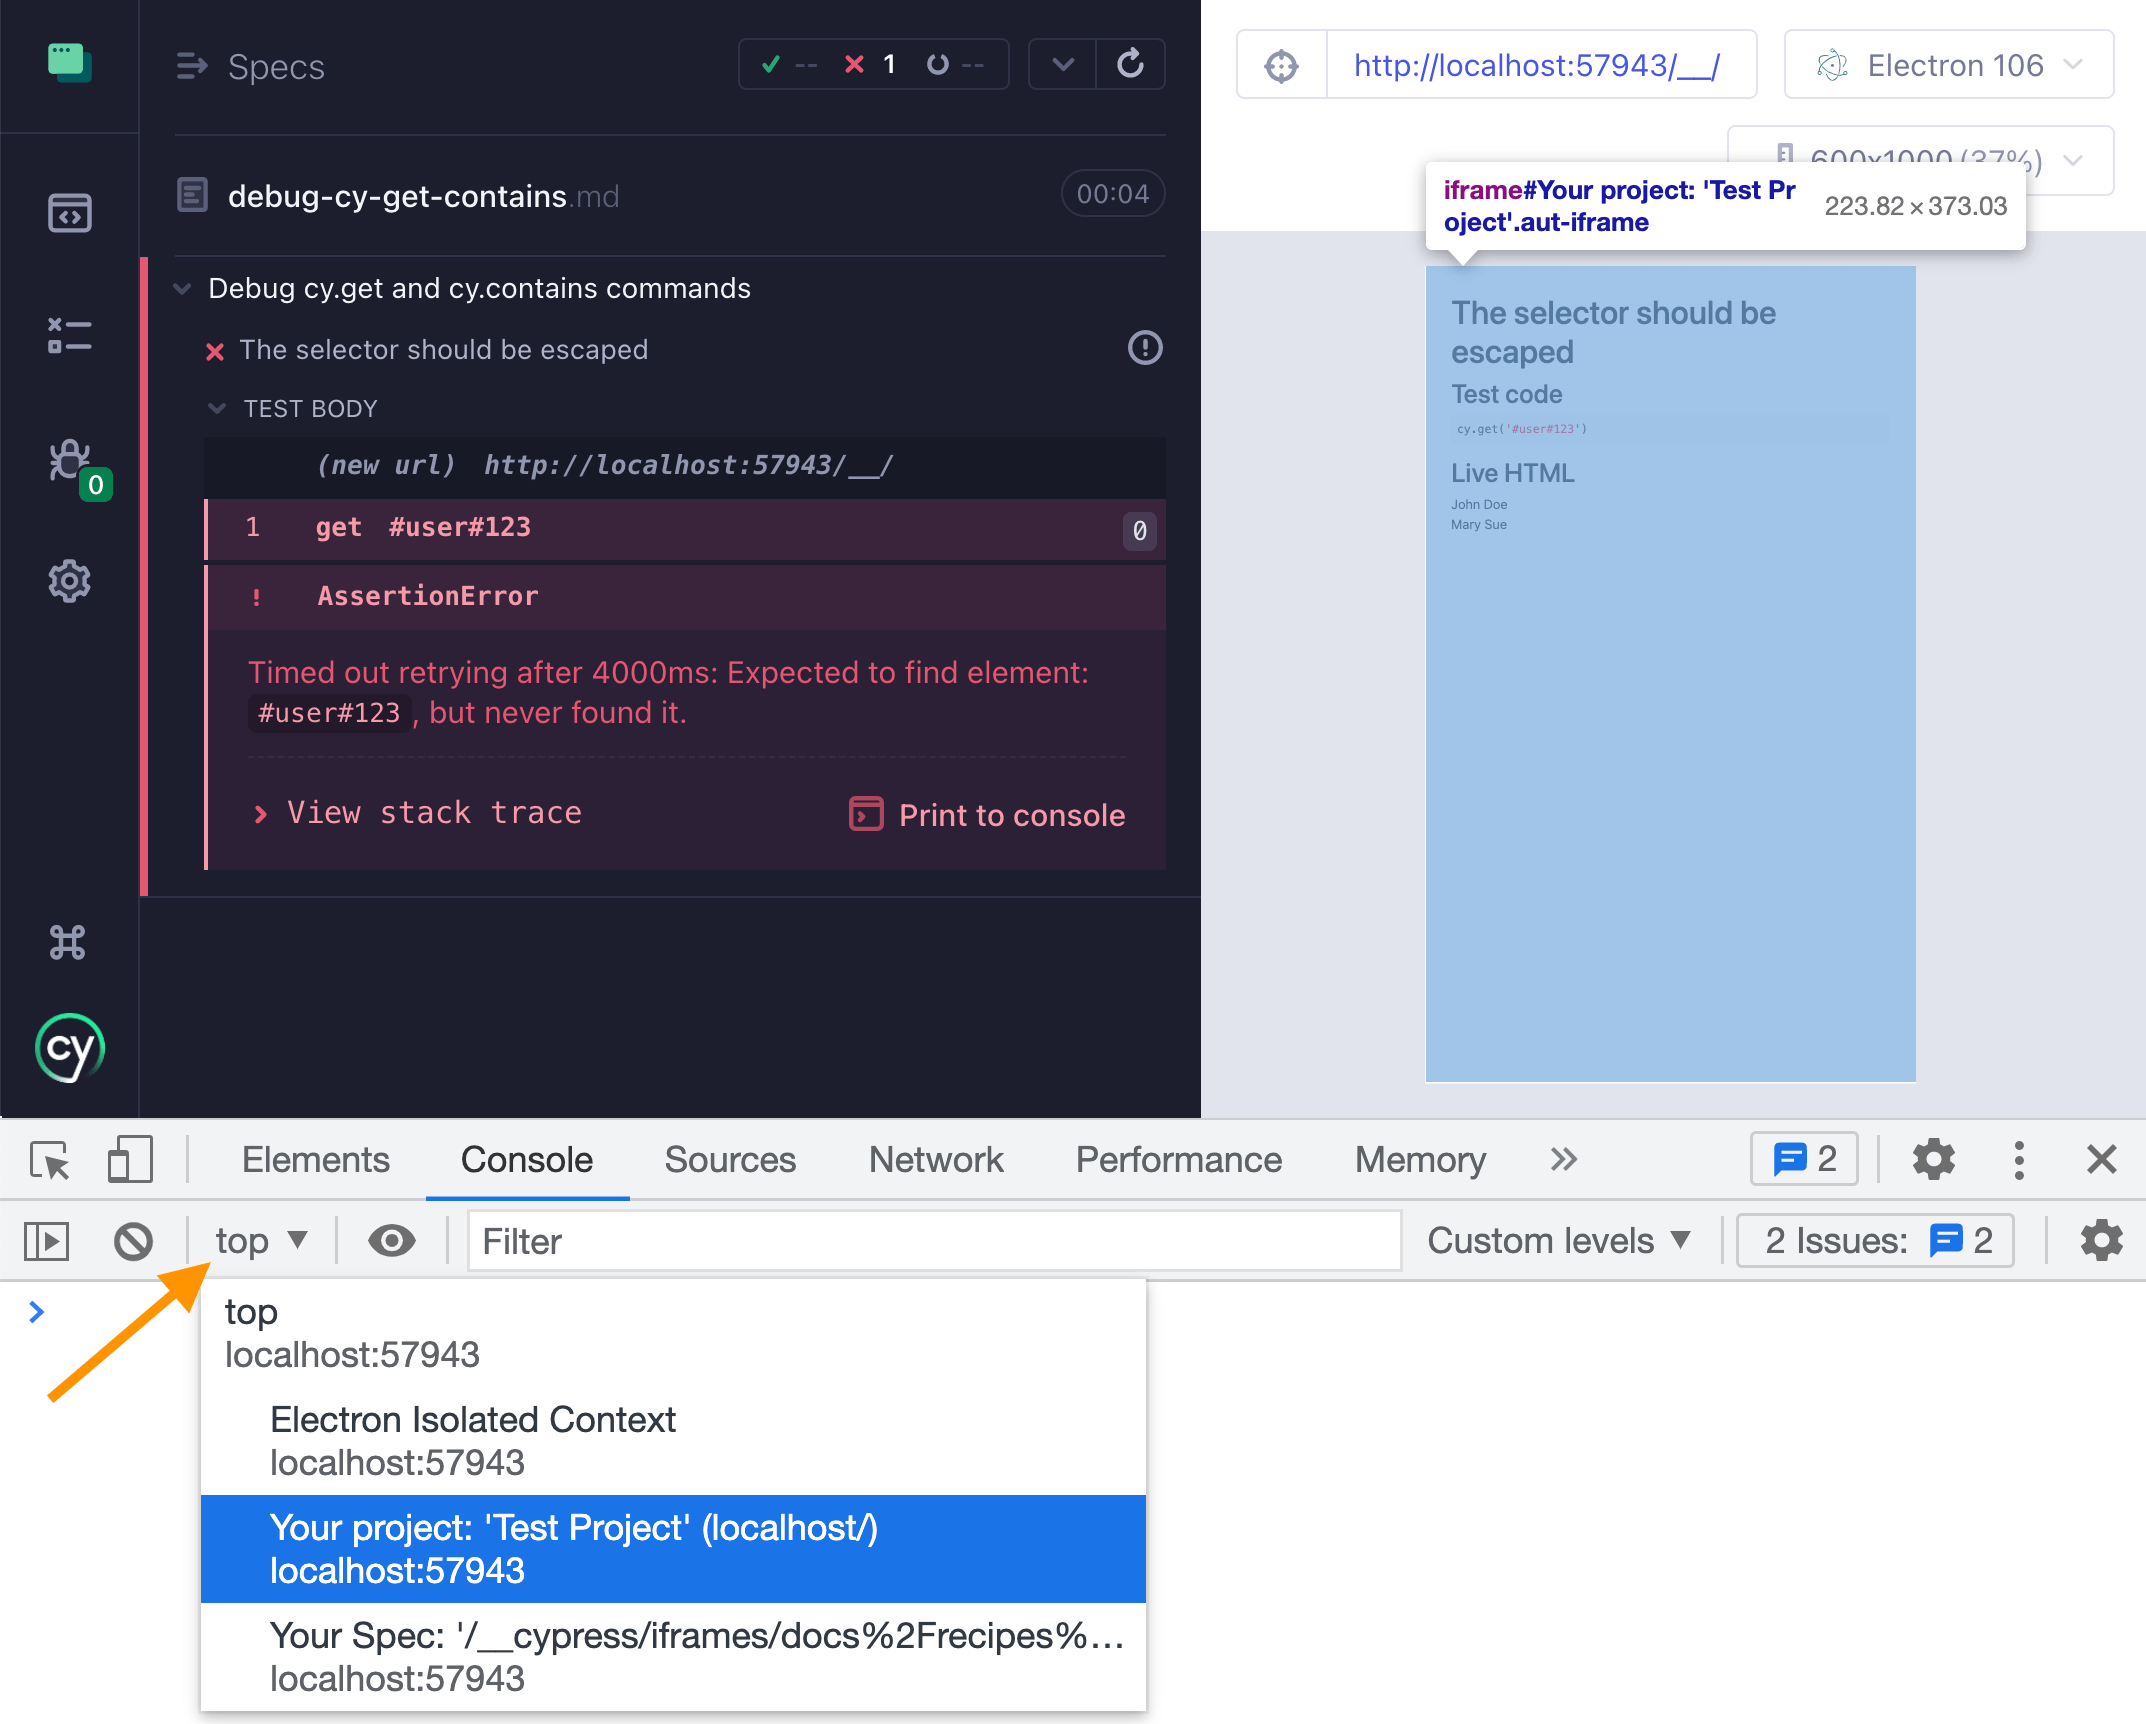 Specs
-- 1 --
debug-cy-get-contains.md
00:04
Debug cy.get and cy.contains commands
The selector should be escaped
TEST BODY
(new url) http://localhost:57943/__/
1 get #user#123 0
! AssertionError
Timed out retrying after 4000ms: Expected to find element:
#user#123 , but never found it.
View stack trace
Print to console
0
cy
http://localhost:57943/__/
Electron 106
600x1000 (37%)
iframe#Your project: 'Test Pr
oject'.aut-iframe
223.82 × 373.03
The selector should be
escaped
Test code
cy.get('#user#123')
Live HTML
John Doe
Mary Sue
Elements Console Sources Network Performance Memory 2
top Filter Custom levels 2 Issues: 2
top
localhost:57943
Electron Isolated Context
localhost:57943
Your project: 'Test Project' (localhost/)
localhost:57943
Your Spec: '/__cypress/iframes/docs%2Frecipes%…
localhost:57943